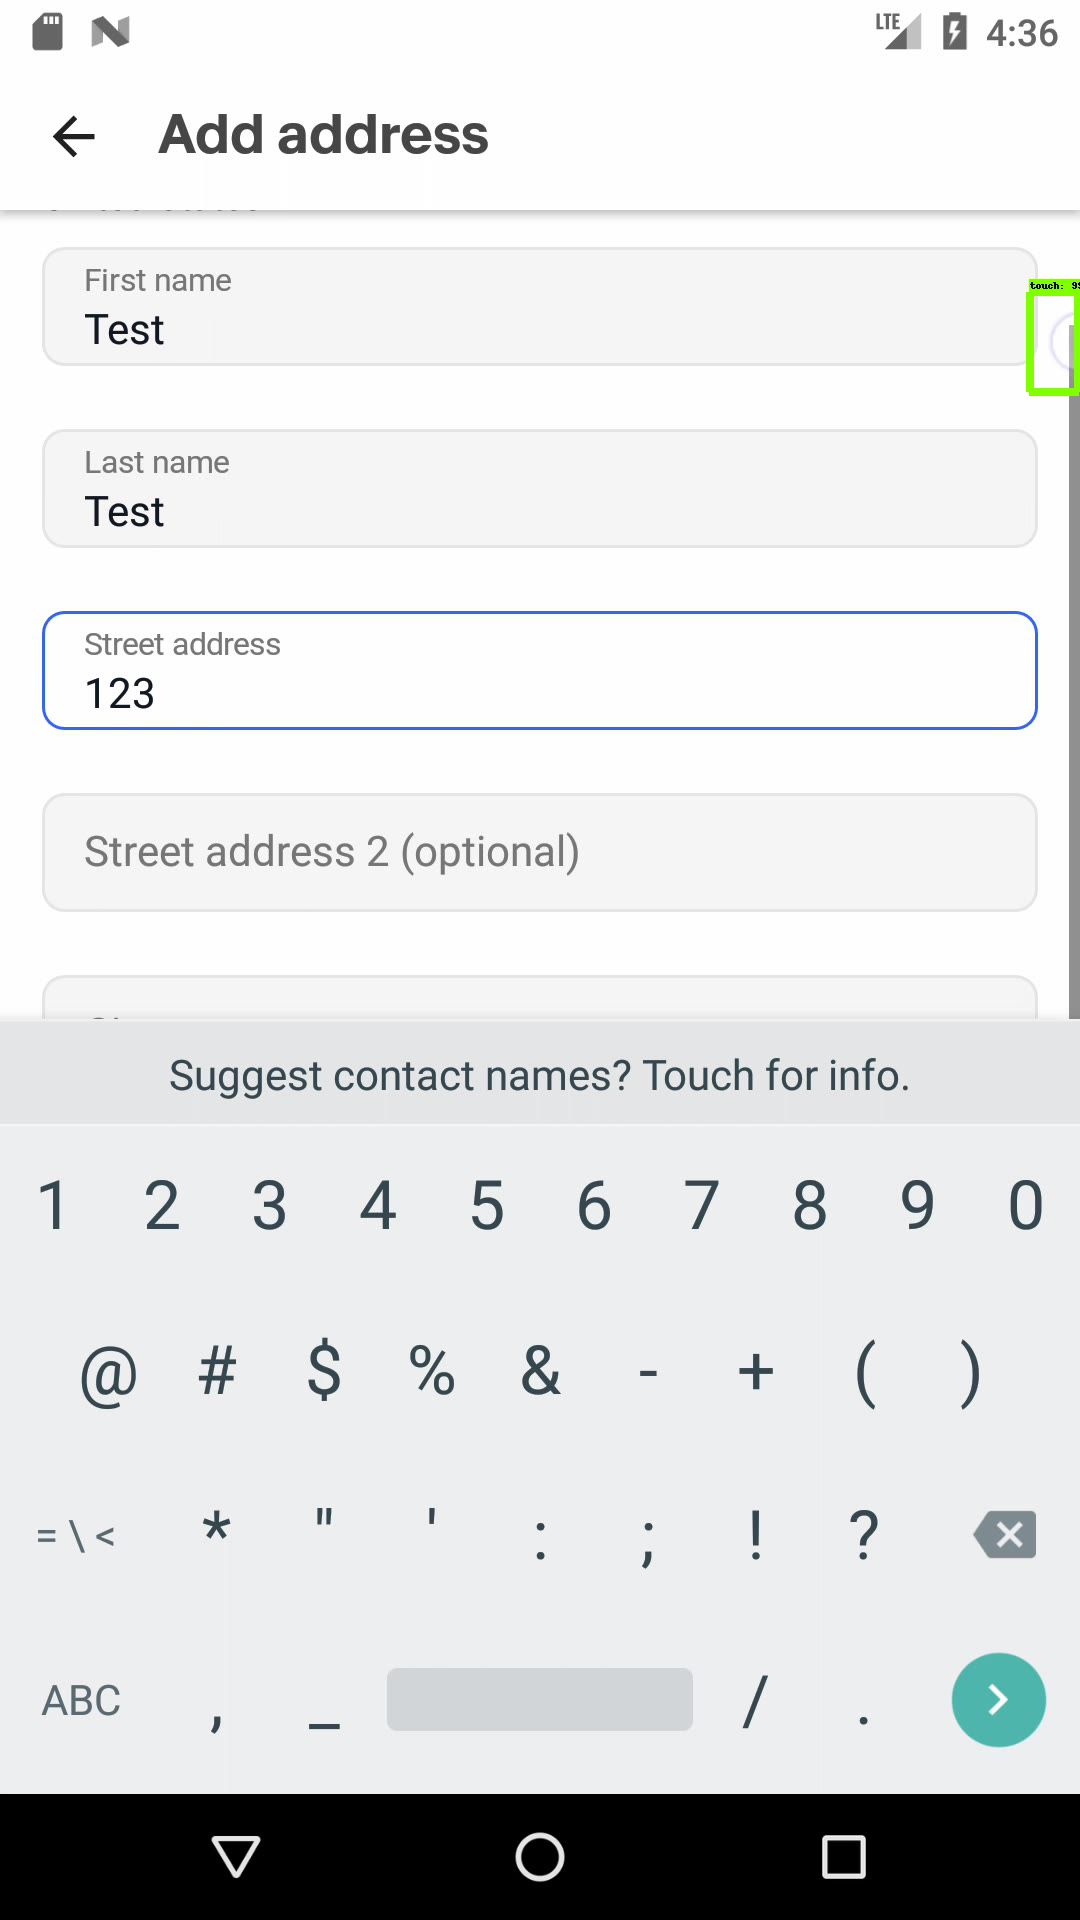 LTE 4:36
Add address
First name
Test
Last name
Test
Street address
123
Street address 2 (optional)
Suggest contact names? Touch for info.
1 2 3 4 5 6 7 8 9 0
@ # $ % & - + ( )
= \ < * " ' : ; ! ?
ABC , _ / .
touch: